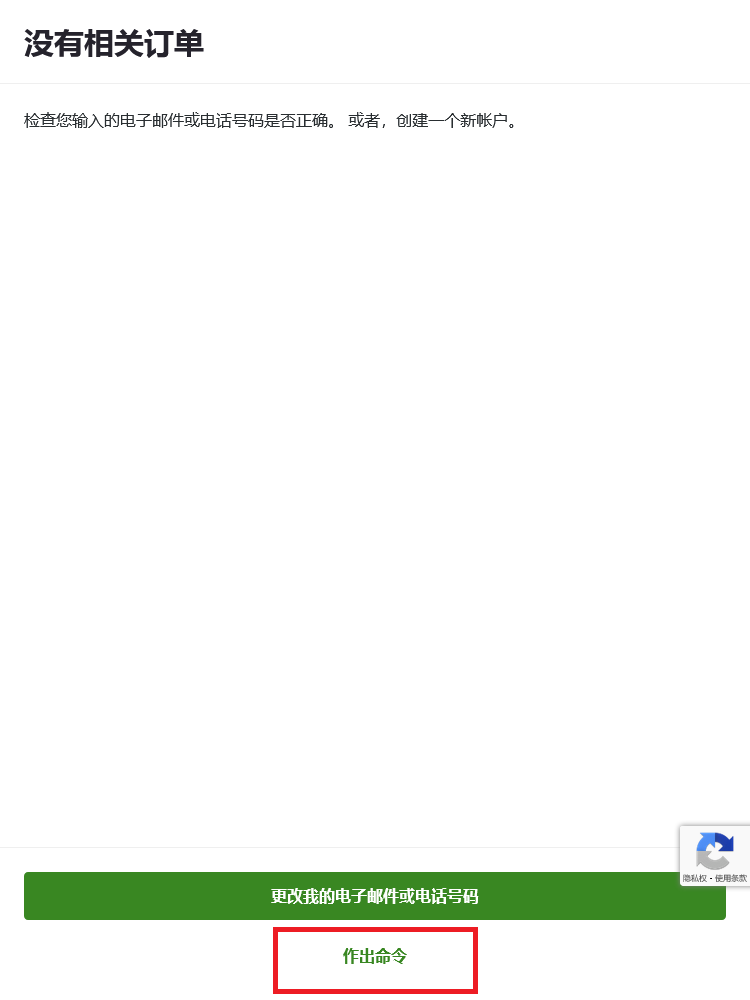 没有相关订单
检查您输入的电子邮件或电话号码是否正确。 或者，创建一个新帐户。
隐私权 - 使用条款
更改我的电子邮件或电话号码
作出命令